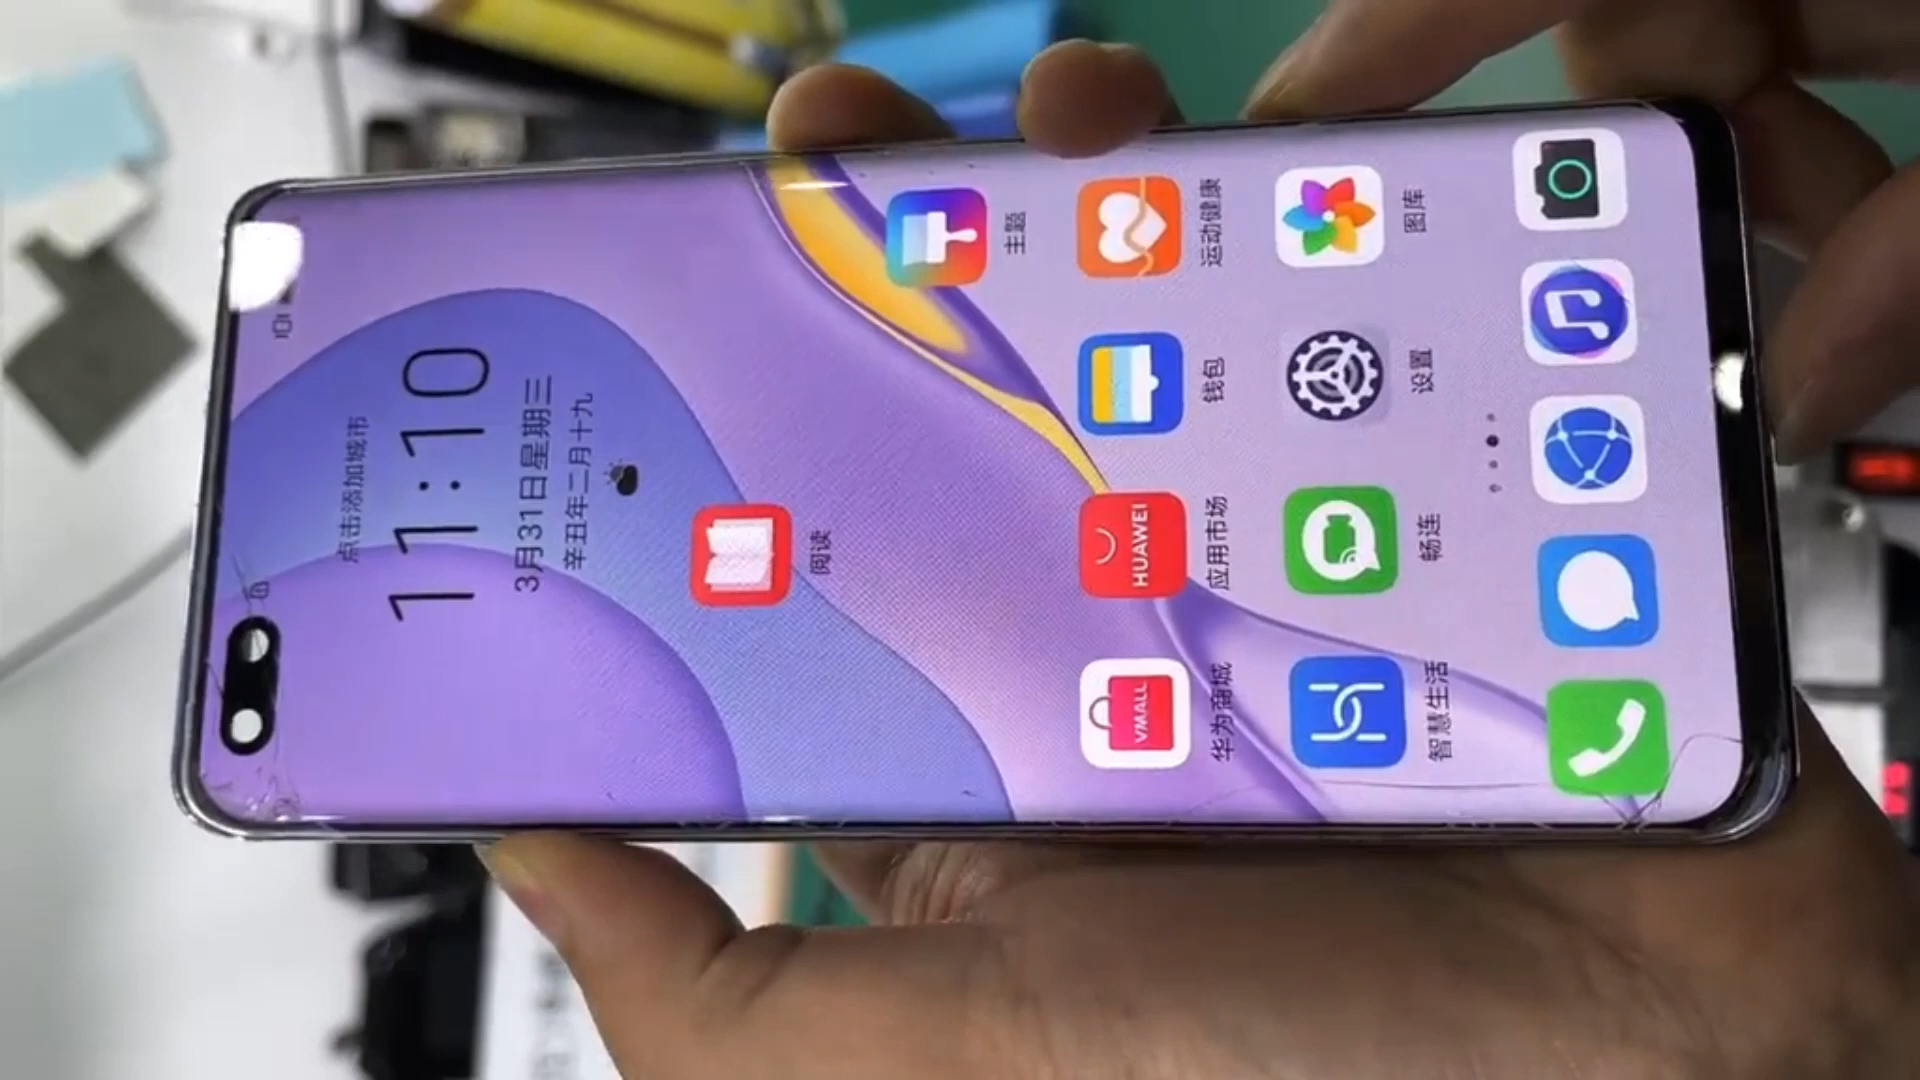 点击添加城市
11:10
3月31日星期三
辛丑年二月十九
阅读
主题
VMALL
华为商城
HUAWEI
应用市场
钱包
运动健康
智慧生活
畅连
设置
图库